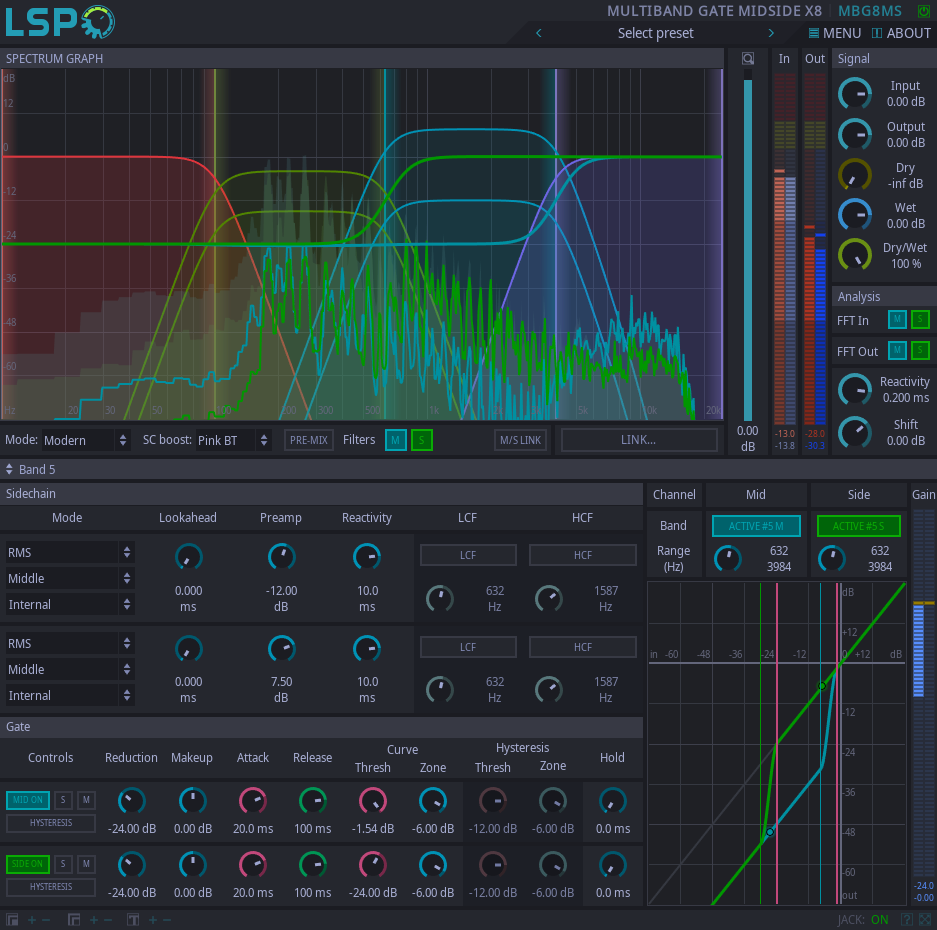 LSP
MULTIBAND GATE MIDSIDE X8 MBG8MS
Select preset
MENU ABOUT
SPECTRUM GRAPH
In Out
Signal
dB
12
0
-12
-24
-36
-48
-60
Hz 20 30 50 200 300 500 1k 2k 5k 10k 20k
0.00
dB
-13.0 -28.0
-13.8 -30.3
Input
0.00 dB
Output
0.00 dB
Dry
-inf dB
Wet
0.00 dB
Dry/Wet
100 %
Analysis
FFT In M S
FFT Out M S
Reactivity
0.200 ms
Shift
0.00 dB
Mode: Modern SC boost: Pink BT PRE-MIX Filters M S M/S LINK LINK...
Band 5
Sidechain
Mode Lookahead Preamp Reactivity LCF HCF
RMS
Middle
Internal
0.000
ms
-12.00
dB
10.0
ms
LCF
632
Hz
HCF
1587
Hz
RMS
Middle
Internal
0.000
ms
7.50
dB
10.0
ms
LCF
632
Hz
HCF
1587
Hz
Channel Mid Side Gain
Band ACTIVE #5 M ACTIVE #5 S
Range
(Hz)
632
3984
632
3984
dB
+12
in -60 -48 -36 -24 -12 0 +12 dB
-12
-24
-36
-48
-60
out
-24.0
-0.00
Gate
Controls Reduction Makeup Attack Release Curve Hysteresis Hold
Thresh Zone Thresh Zone
MID ON S M
HYSTERESIS
-24.00 dB 0.00 dB 20.0 ms 100 ms -1.54 dB -6.00 dB -12.00 dB -6.00 dB 0.0 ms
SIDE ON S M
HYSTERESIS
-24.00 dB 0.00 dB 20.0 ms 100 ms -24.00 dB -6.00 dB -12.00 dB -6.00 dB 0.0 ms
JACK: ON ?